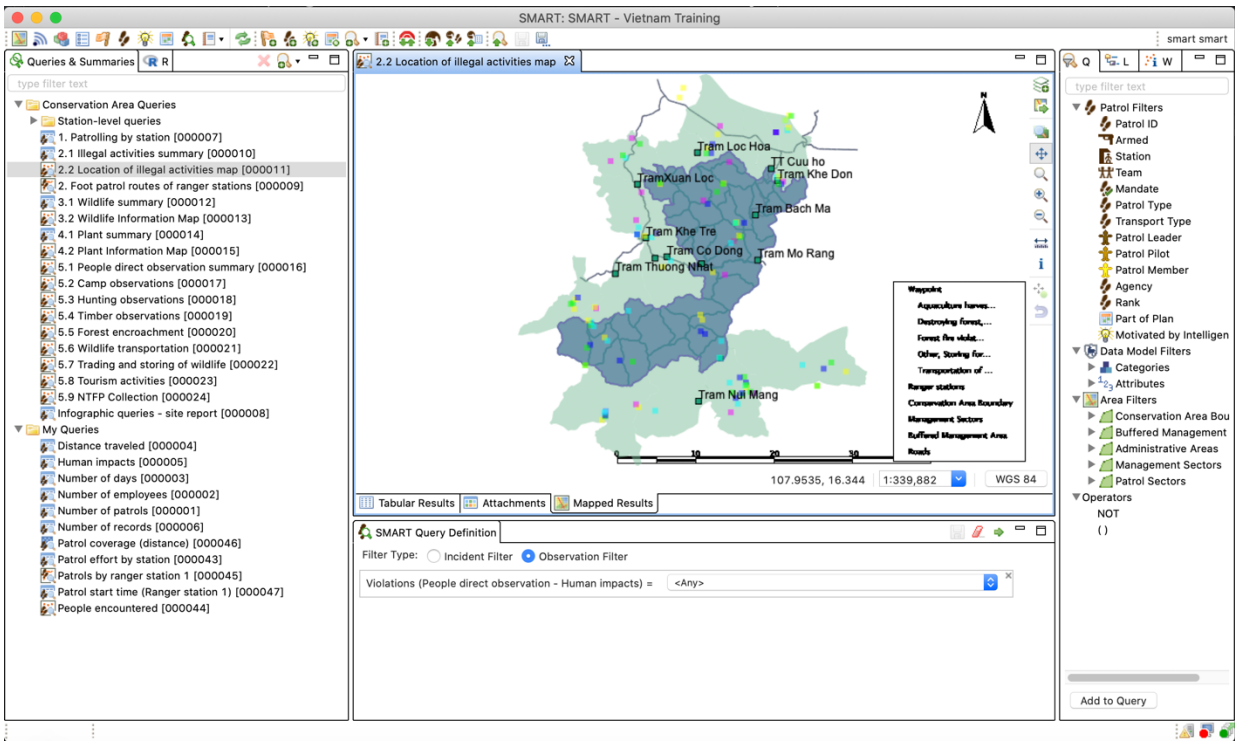 SMART: SMART - Vietnam Training
smart smart
Queries & Summaries
R
type filter text
Conservation Area Queries
Station-level queries
1. Patrolling by station [000007]
2.1 Illegal activities summary [000010]
2.2 Location of illegal activities map [000011]
2. Foot patrol routes of ranger stations [000009]
3.1 Wildlife summary [000012]
3.2 Wildlife Information Map [000013]
4.1 Plant summary [000014]
4.2 Plant Information Map [000015]
5.1 People direct observation summary [000016]
5.2 Camp observations [000017]
5.3 Hunting observations [000018]
5.4 Timber observations [000019]
5.5 Forest encroachment [000020]
5.6 Wildlife transportation [000021]
5.7 Trading and storing of wildlife [000022]
5.8 Tourism activities [000023]
5.9 NTFP Collection [000024]
Infographic queries - site report [000008]
My Queries
Distance traveled [000004]
Human impacts [000005]
Number of days [000003]
Number of employees [000002]
Number of patrols [000001]
Number of records [000006]
Patrol coverage (distance) [000046]
Patrol effort by station [000043]
Patrols by ranger station 1 [000045]
Patrol start time (Ranger station 1) [000047]
People encountered [000044]
2.2 Location of illegal activities map
N
Tram Loc Hoa
TT Cuu ho
Tram Khe Don
TramXuan Loc
Tram Bach Ma
Tram Khe Tre
Tram Co Dong
Tram Mo Rang
Tram Thuong Nhat
Tram Nui Mang
Waypoint
Aquaculture harves...
Destroying forest,...
Forest fire violat...
Other, Storing for...
Transportation of ...
Ranger stations
Conservation Area Boundary
Management Sectors
Buffered Management Area
Roads
0 10 20 30
107.9535, 16.344
1:339,882
WGS 84
Tabular Results
Attachments
Mapped Results
SMART Query Definition
Filter Type: Incident Filter Observation Filter
Violations (People direct observation - Human impacts) = <Any>
Q
L
W
type filter text
Patrol Filters
Patrol ID
Armed
Station
Team
Mandate
Patrol Type
Transport Type
Patrol Leader
Patrol Pilot
Patrol Member
Agency
Rank
Part of Plan
Motivated by Intelligen
Data Model Filters
Categories
Attributes
Area Filters
Conservation Area Bou
Buffered Management
Administrative Areas
Management Sectors
Patrol Sectors
Operators
NOT
( )
Add to Query